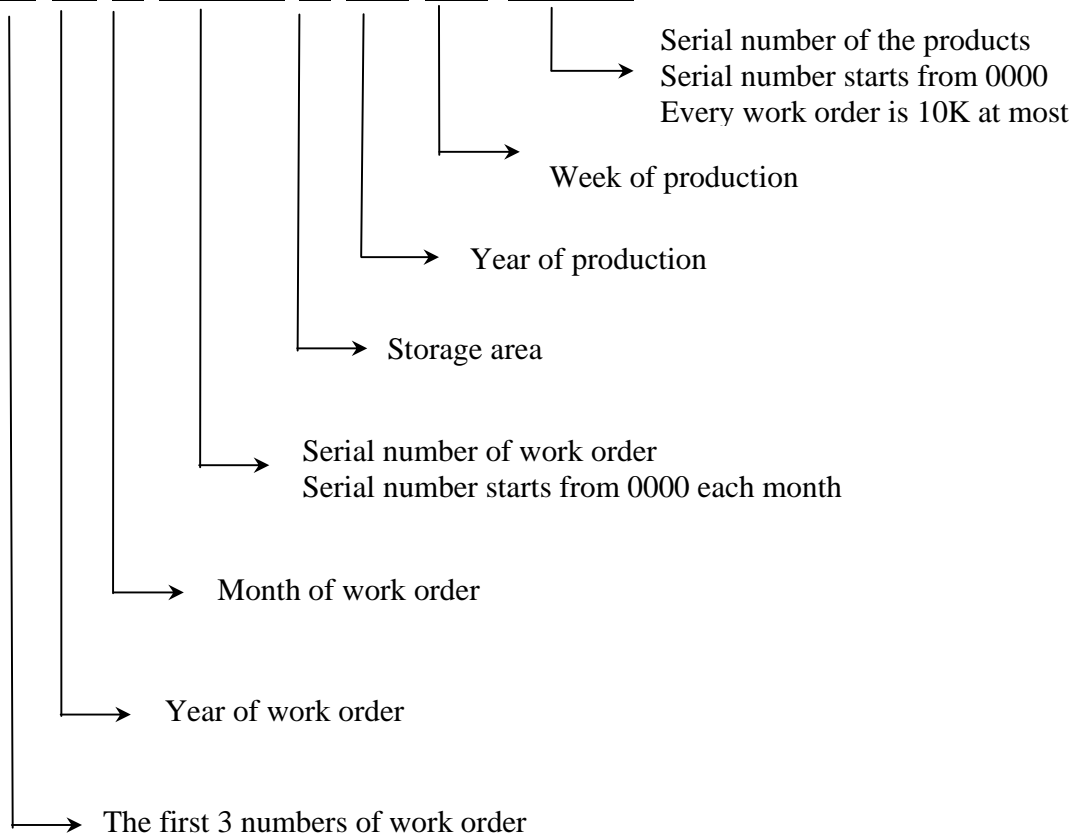 Serial number of the products
Serial number starts from 0000
Every work order is 10K at most
Week of production
Year of production
Storage area
Serial number of work order
Serial number starts from 0000 each month
Month of work order
Year of work order
The first 3 numbers of work order